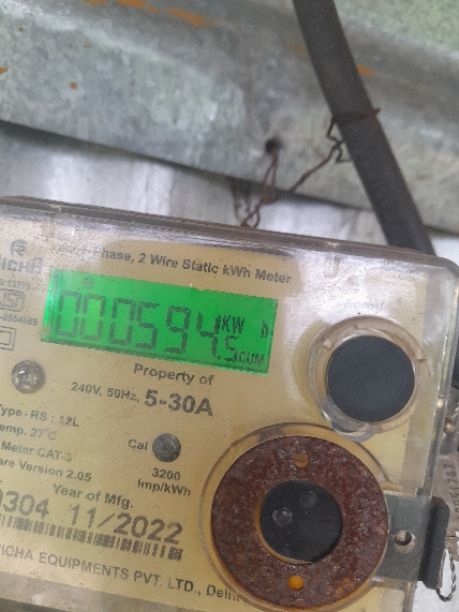 Phase, 2 Wire Static kWh Meter
000594.5 KW h
CUM
Property of
240V, 50Hz, 5-30A
Type - RS : 12L
Temp. 27°C
Cal
3200
Imp/kWh
Meter CAT-3
Version 2.05
Year of Mfg.
0304 11/2022
EQUIPMENTS PVT. LTD., Delhi